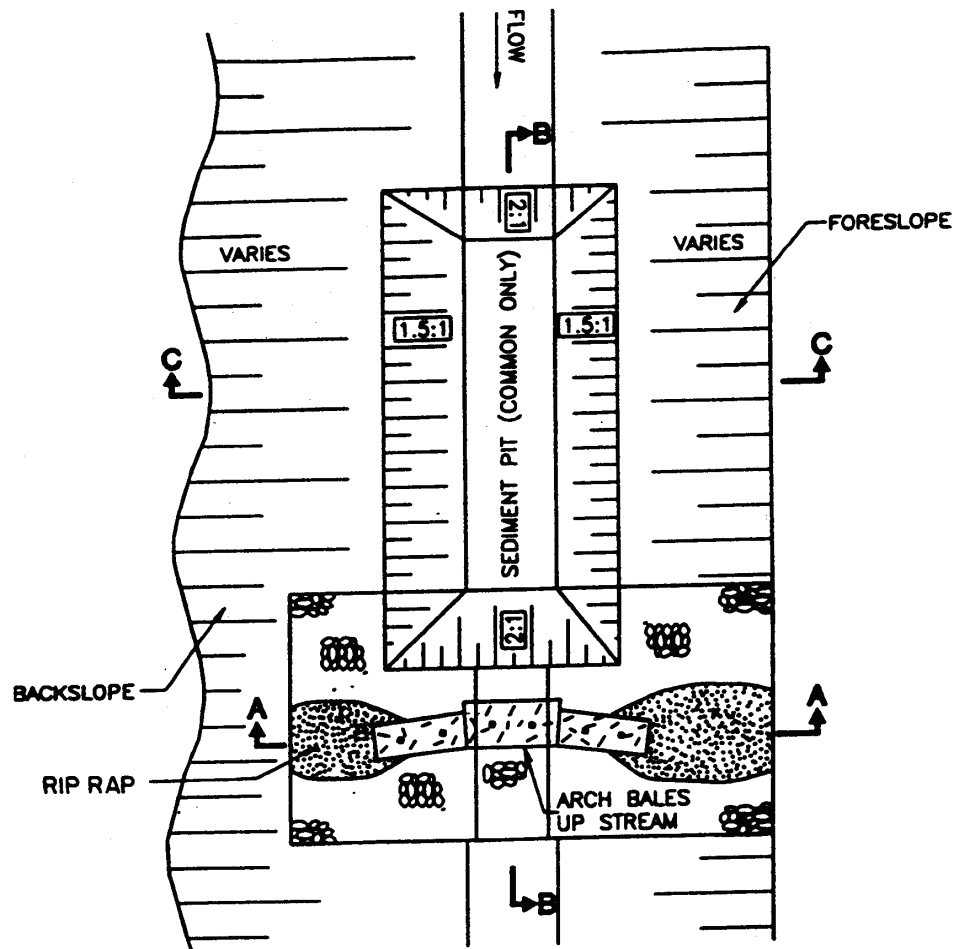 FLOW
B
2:1
VARIES
VARIES
FORESLOPE
1.5:1
1.5:1
C
C
SEDIMENT PIT (COMMON ONLY)
2:1
BACKSLOPE
A
A
RIP RAP
ARCH BALES
UP STREAM
B